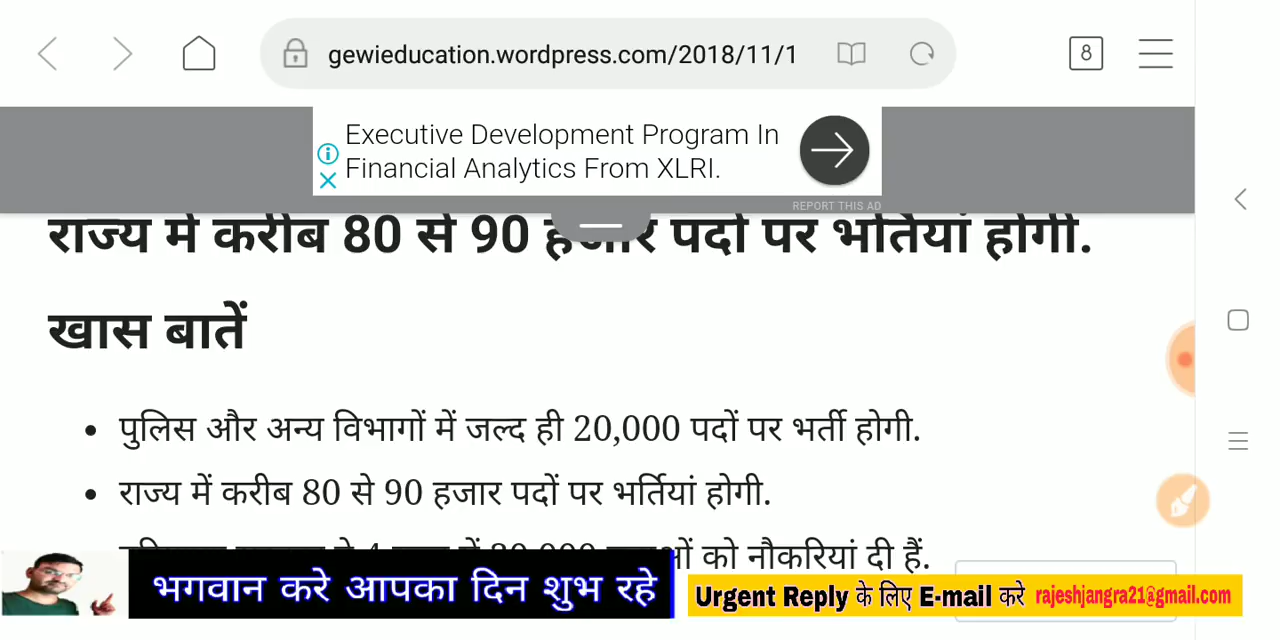 gewieducation.wordpress.com/2018/11/1
8
Executive Development Program In
Financial Analytics From XLRI.
REPORT THIS AD
राज्य में करीब 80 से 90 हजार पदों पर भर्तियां होगी.
खास बातें
• पुलिस और अन्य विभागों में जल्द ही 20,000 पदों पर भर्ती होगी.
• राज्य में करीब 80 से 90 हजार पदों पर भर्तियां होगी.
को नौकरियां दी हैं.
भगवान करे आपका दिन शुभ रहे
Urgent Reply के लिए E-mail करे rajeshjangra21@gmail.com